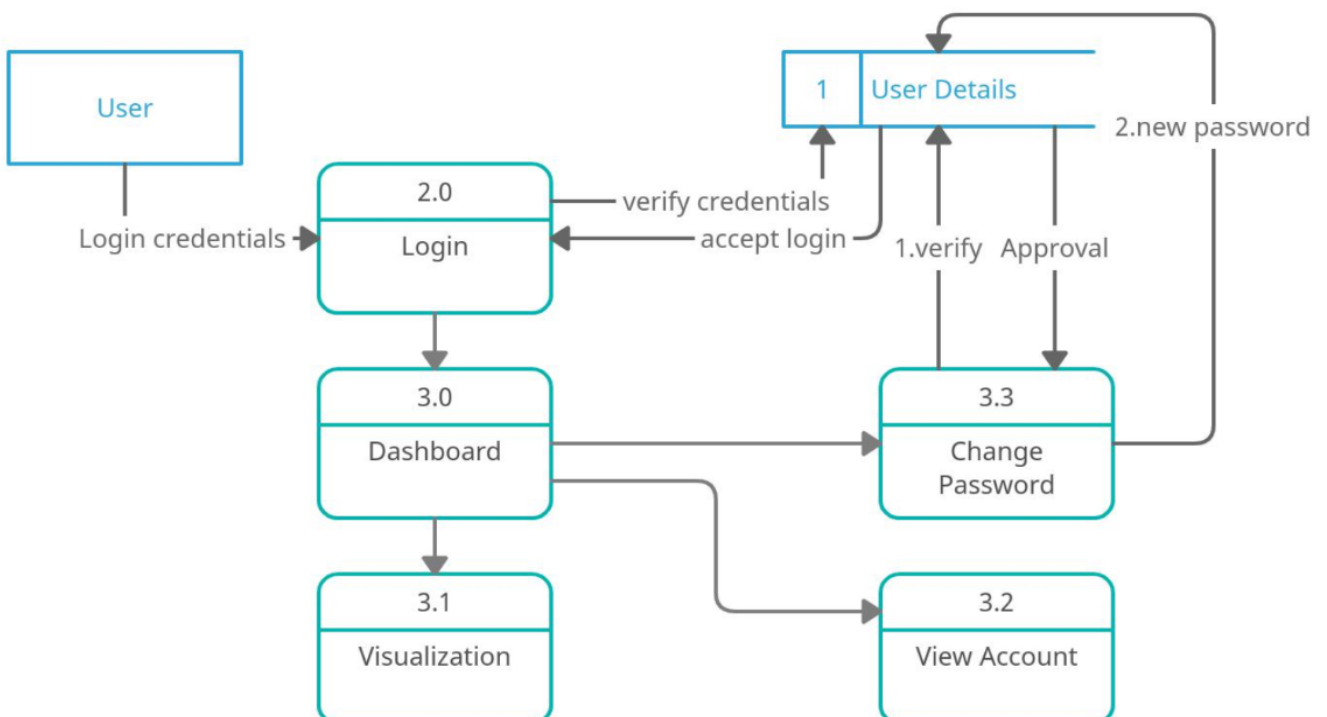 User
1
User Details
2.new password
2.0
Login
verify credentials
Login credentials
accept login
1.verify
Approval
3.0
Dashboard
3.3
Change
Password
3.1
Visualization
3.2
View Account